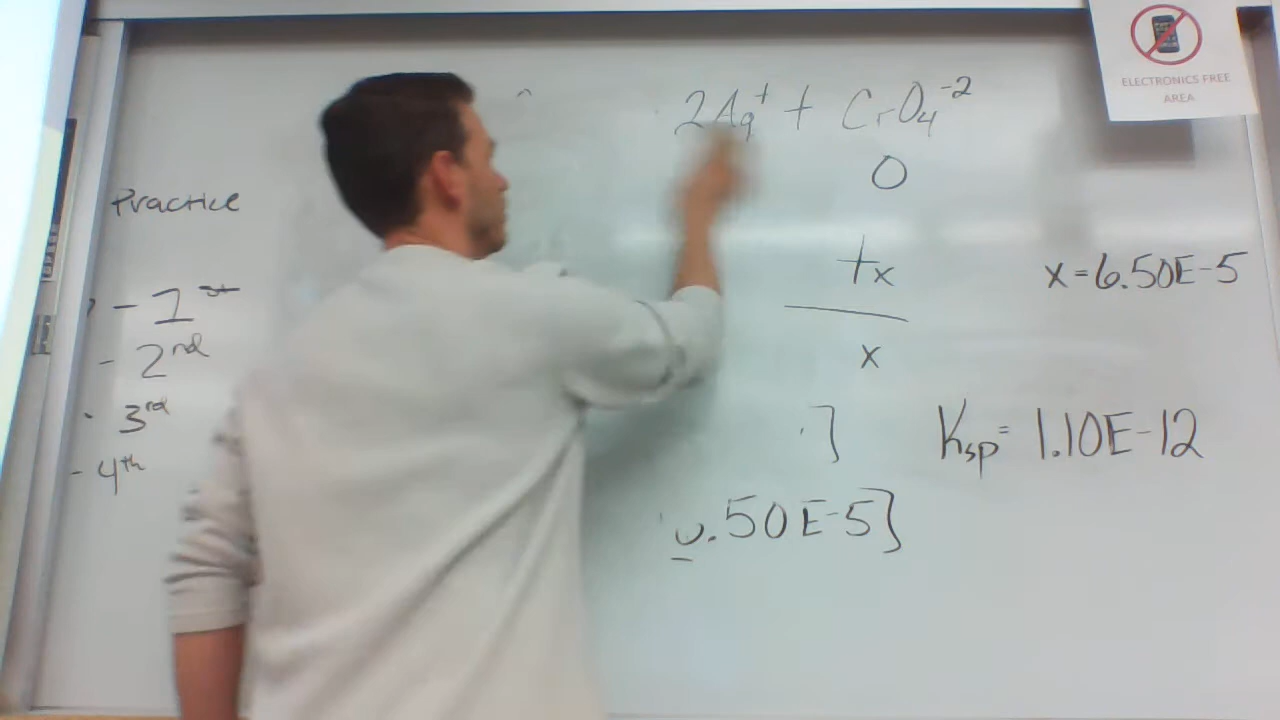 ELECTRONICS FREE
AREA
2Ag⁺ + CrO₄⁻²
0
Practice
+x
x = 6.50E-5
- 1st
- 2nd
x
- 3rd
]
Ksp = 1.10E-12
- 4th
.50E-5]